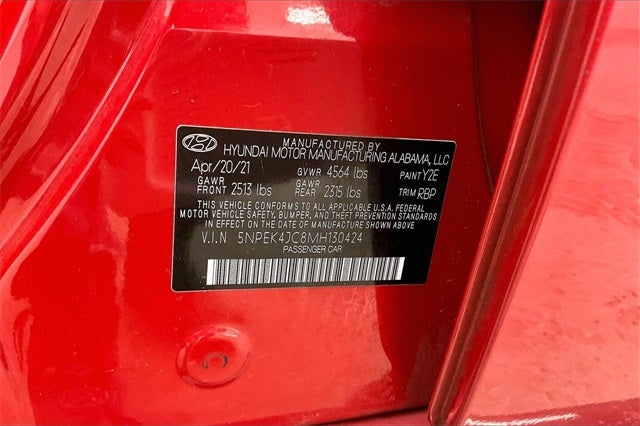 MANUFACTURED BY
HYUNDAI MOTOR MANUFACTURING ALABAMA, LLC
Apr/20/21 GVWR 4564 lbs PAINT Y2E
GAWR FRONT 2513 lbs GAWR REAR 2315 lbs TRIM RBP
THIS VEHICLE CONFORMS TO ALL APPLICABLE U.S.A. FEDERAL
MOTOR VEHICLE SAFETY, BUMPER, AND THEFT PREVENTION STANDARDS
IN EFFECT ON THE DATE OF MANUFACTURE SHOWN ABOVE.
V.I.N 5NPEK4JC8MH130424
PASSENGER CAR